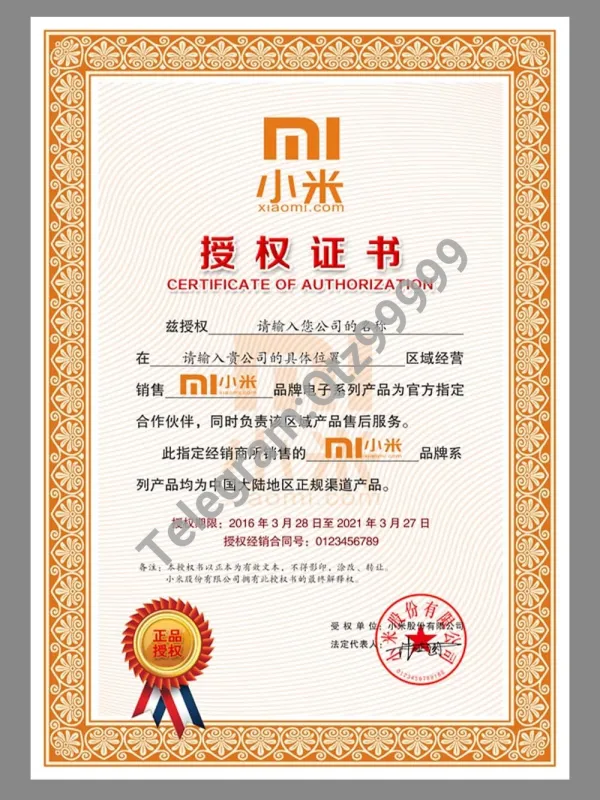 小米
xiaomi.com
授权证书
CERTIFICATE OF AUTHORIZATION
兹授权 请输入您公司的名称
在 请输入贵公司的具体位置 区域经营
销售 小米 品牌电子系列产品为官方指定
合作伙伴，同时负责该区域产品售后服务。
此指定经销商所销售的 小米 品牌系
列产品均为中国大陆地区正规渠道产品。
授权期限：2016 年 3 月 28 日至 2021 年 3 月 27 日
授权经销合同号：0123456789
备注：本授权书以正本为有效文本，不得影印，涂改、转让。
小米股份有限公司拥有此授权书的最终解释权。
正品
授权
受 权 单 位：小米股份有限公司
法定代表人：
小米股份有限公司
0123456789188
Telegram:Qtz99999